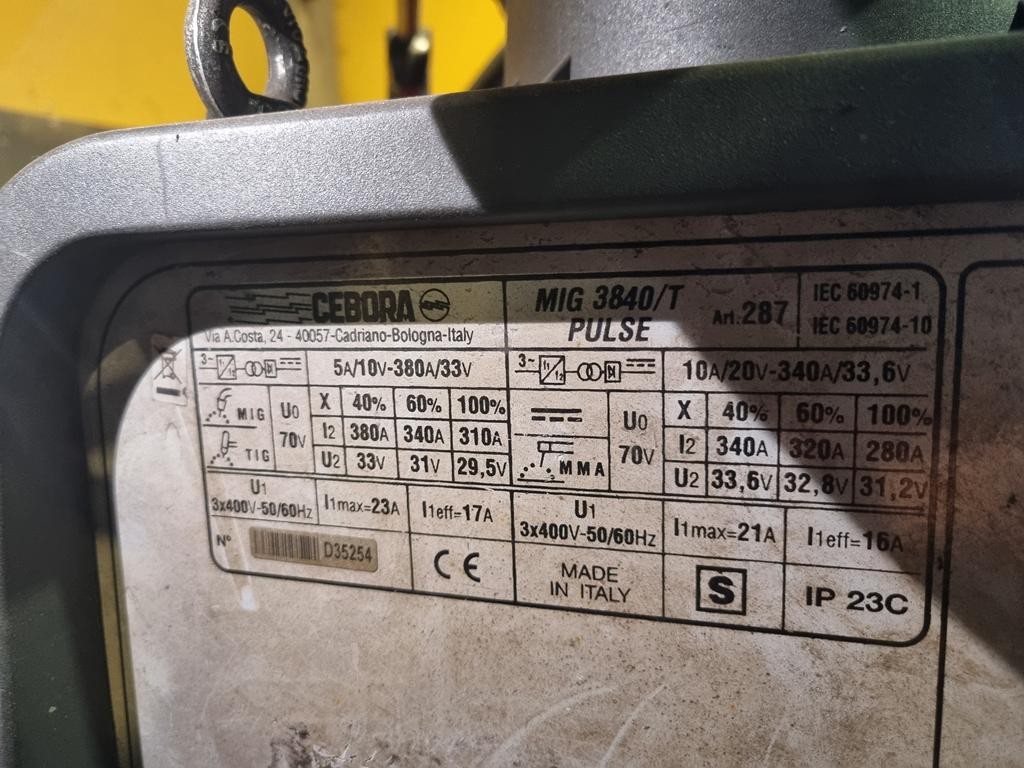 CEBORA
Via A.Costa, 24 - 40057-Cadriano-Bologna-Italy
MIG 3840/T
PULSE
Art. 287
IEC 60974-1
IEC 60974-10
3~
5A/10V-380A/33V
MIG
TIG
U0
70V
X 40% 60% 100%
I2 380A 340A 310A
U2 33V 31V 29,5V
U1
3x400V-50/60Hz
I1max=23A
I1eff=17A
N° D35254
CE
3~
10A/20V-340A/33,6V
MMA
U0
70V
X 40% 60% 100%
I2 340A 320A 280A
U2 33,6V 32,8V 31,2V
U1
3x400V-50/60Hz
I1max=21A
I1eff=16A
MADE
IN ITALY
S
IP 23C